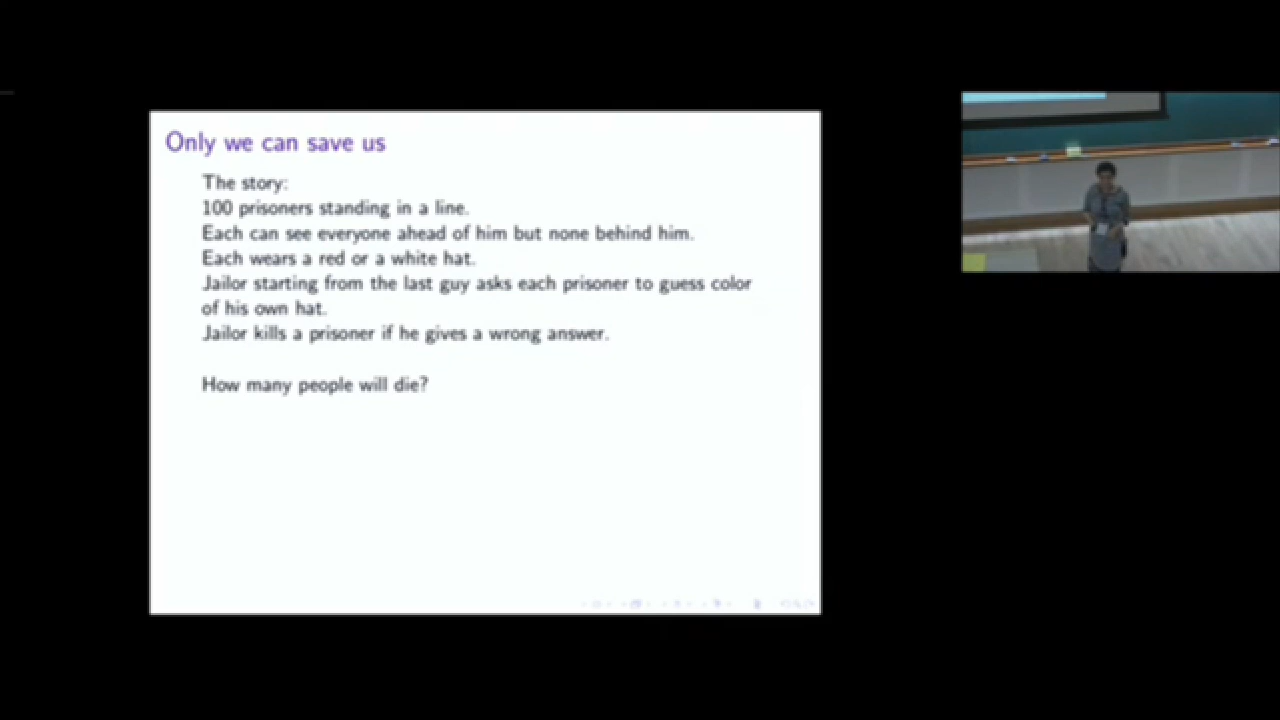 Only we can save us
The story:
100 prisoners standing in a line.
Each can see everyone ahead of him but none behind him.
Each wears a red or a white hat.
Jailor starting from the last guy asks each prisoner to guess color
of his own hat.
Jailor kills a prisoner if he gives a wrong answer.
How many people will die?